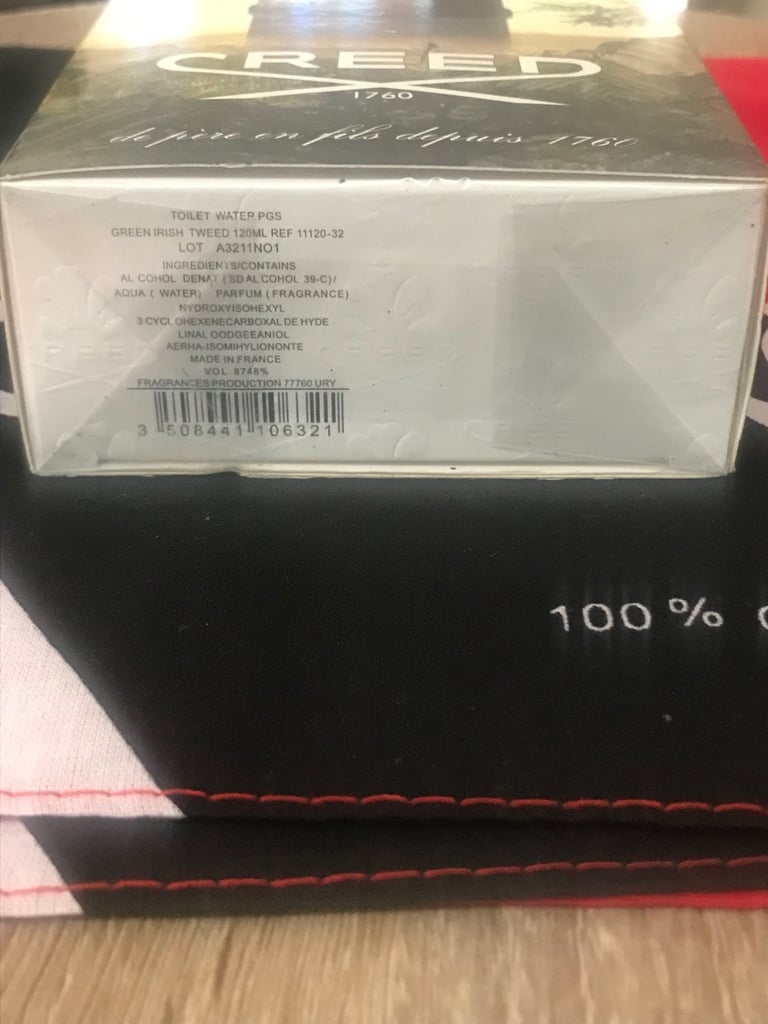 CREED
1760
de père en fils depuis 1760
TOILET WATER PGS
GREEN IRISH TWEED 120ML REF 11120-32
LOT A3211NO1
INGREDIENTS/CONTAINS
AL COHOL DENAT (SD AL COHOL 39-C)/
AQUA ( WATER) PARFUM (FRAGRANCE)
NYDROXYISOHEXYL
3 CYCL OHEXENECARBOXAL DE HYDE
LINAL OODGEEANIOL
AERHA-ISOMIHYLIONONTE
MADE IN FRANCE
VOL. 8748%
FRAGRANCES PRODUCTION 77760 URY
3 508441 106321
100 %